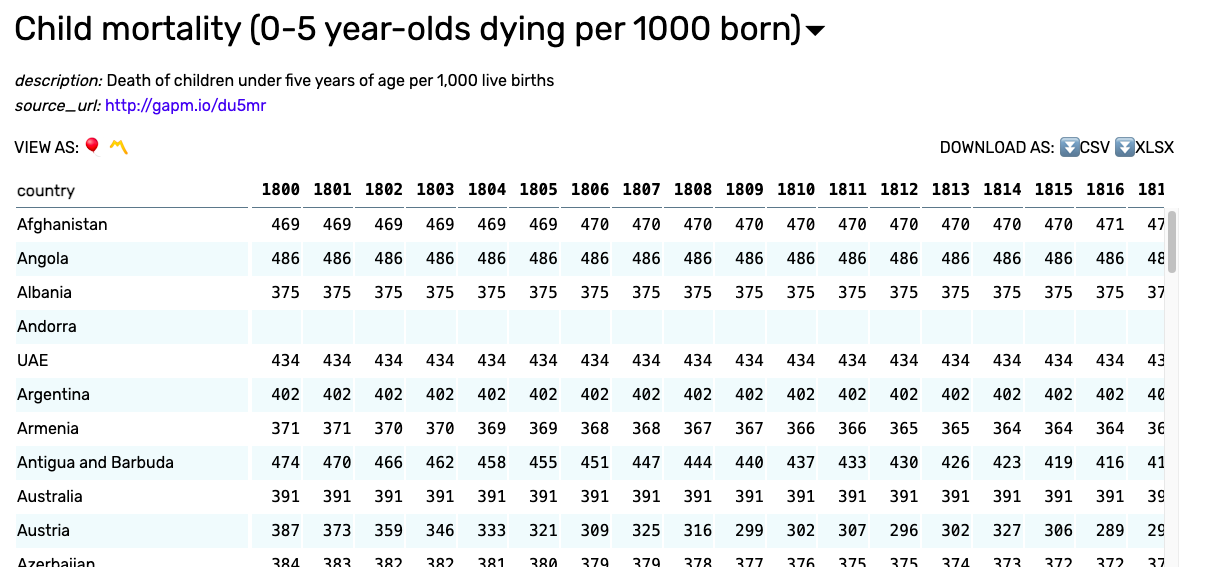 Child mortality (0-5 year-olds dying per 1000 born)
description: Death of children under five years of age per 1,000 live births
source_url: http://gapm.io/du5mr
VIEW AS: DOWNLOAD AS: CSV XLSX
country 1800 1801 1802 1803 1804 1805 1806 1807 1808 1809 1810 1811 1812 1813 1814 1815 1816 181
Afghanistan 469 469 469 469 469 469 470 470 470 470 470 470 470 470 470 470 471 47
Angola 486 486 486 486 486 486 486 486 486 486 486 486 486 486 486 486 486 48
Albania 375 375 375 375 375 375 375 375 375 375 375 375 375 375 375 375 375 37
Andorra
UAE 434 434 434 434 434 434 434 434 434 434 434 434 434 434 434 434 434 43
Argentina 402 402 402 402 402 402 402 402 402 402 402 402 402 402 402 402 402 40
Armenia 371 371 370 370 369 369 368 368 367 367 366 366 365 365 364 364 364 36
Antigua and Barbuda 474 470 466 462 458 455 451 447 444 440 437 433 430 426 423 419 416 41
Australia 391 391 391 391 391 391 391 391 391 391 391 391 391 391 391 391 391 39
Austria 387 373 359 346 333 321 309 325 316 299 302 307 296 302 327 306 289 29
Azerbaijan 384 383 382 382 381 380 379 379 378 377 376 375 375 374 373 372 372 37